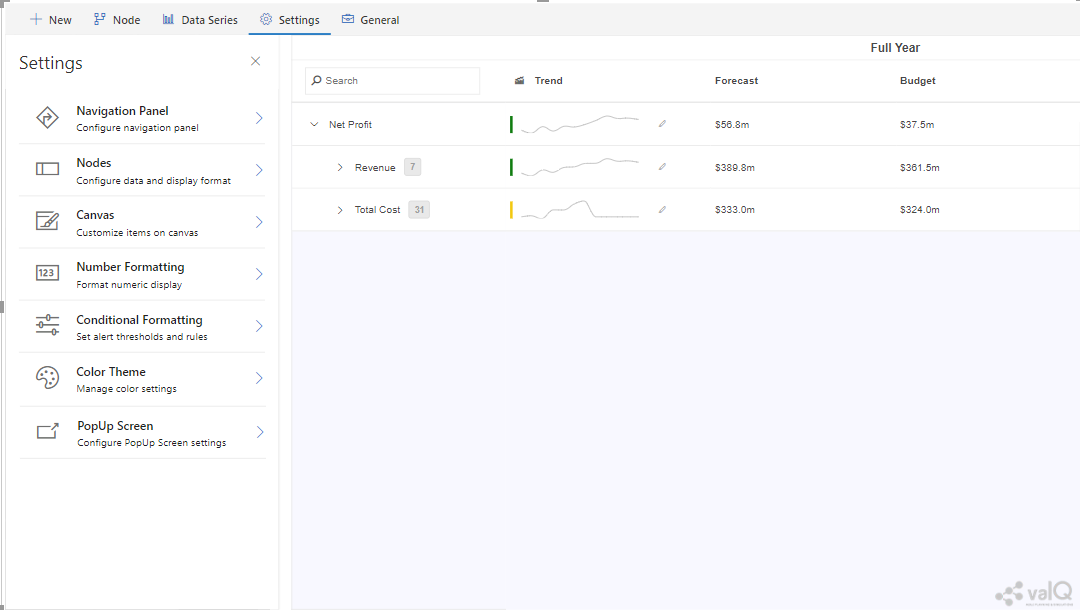 New Node Data Series Settings General
Settings
Navigation Panel
Configure navigation panel
Nodes
Configure data and display format
Canvas
Customize items on canvas
123
Number Formatting
Format numeric display
Conditional Formatting
Set alert thresholds and rules
Color Theme
Manage color settings
PopUp Screen
Configure PopUp Screen settings
Full Year
Search Trend Forecast Budget
Net Profit $56.8m $37.5m
Revenue 7 $389.8m $361.5m
Total Cost 31 $333.0m $324.0m
valQ